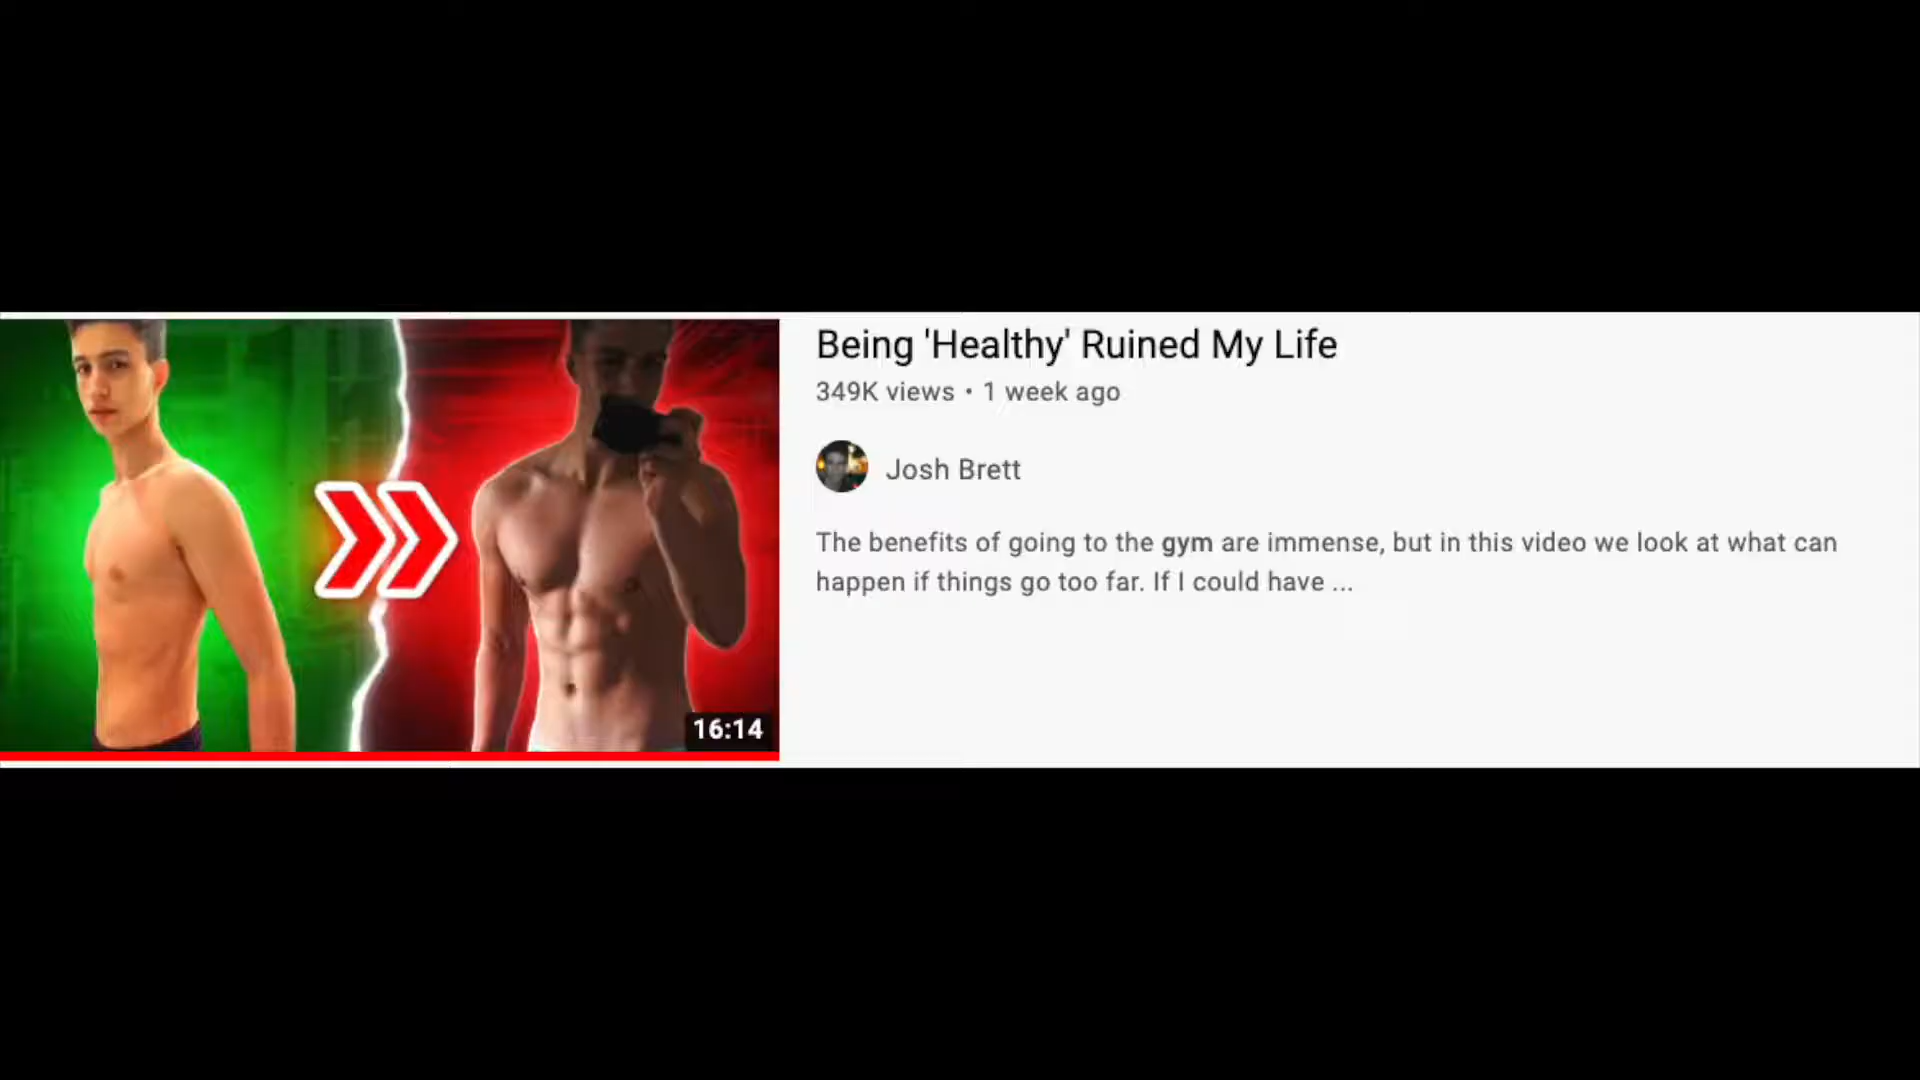 Being 'Healthy' Ruined My Life
349K views • 1 week ago
Josh Brett
The benefits of going to the gym are immense, but in this video we look at what can
happen if things go too far. If I could have ...
16:14